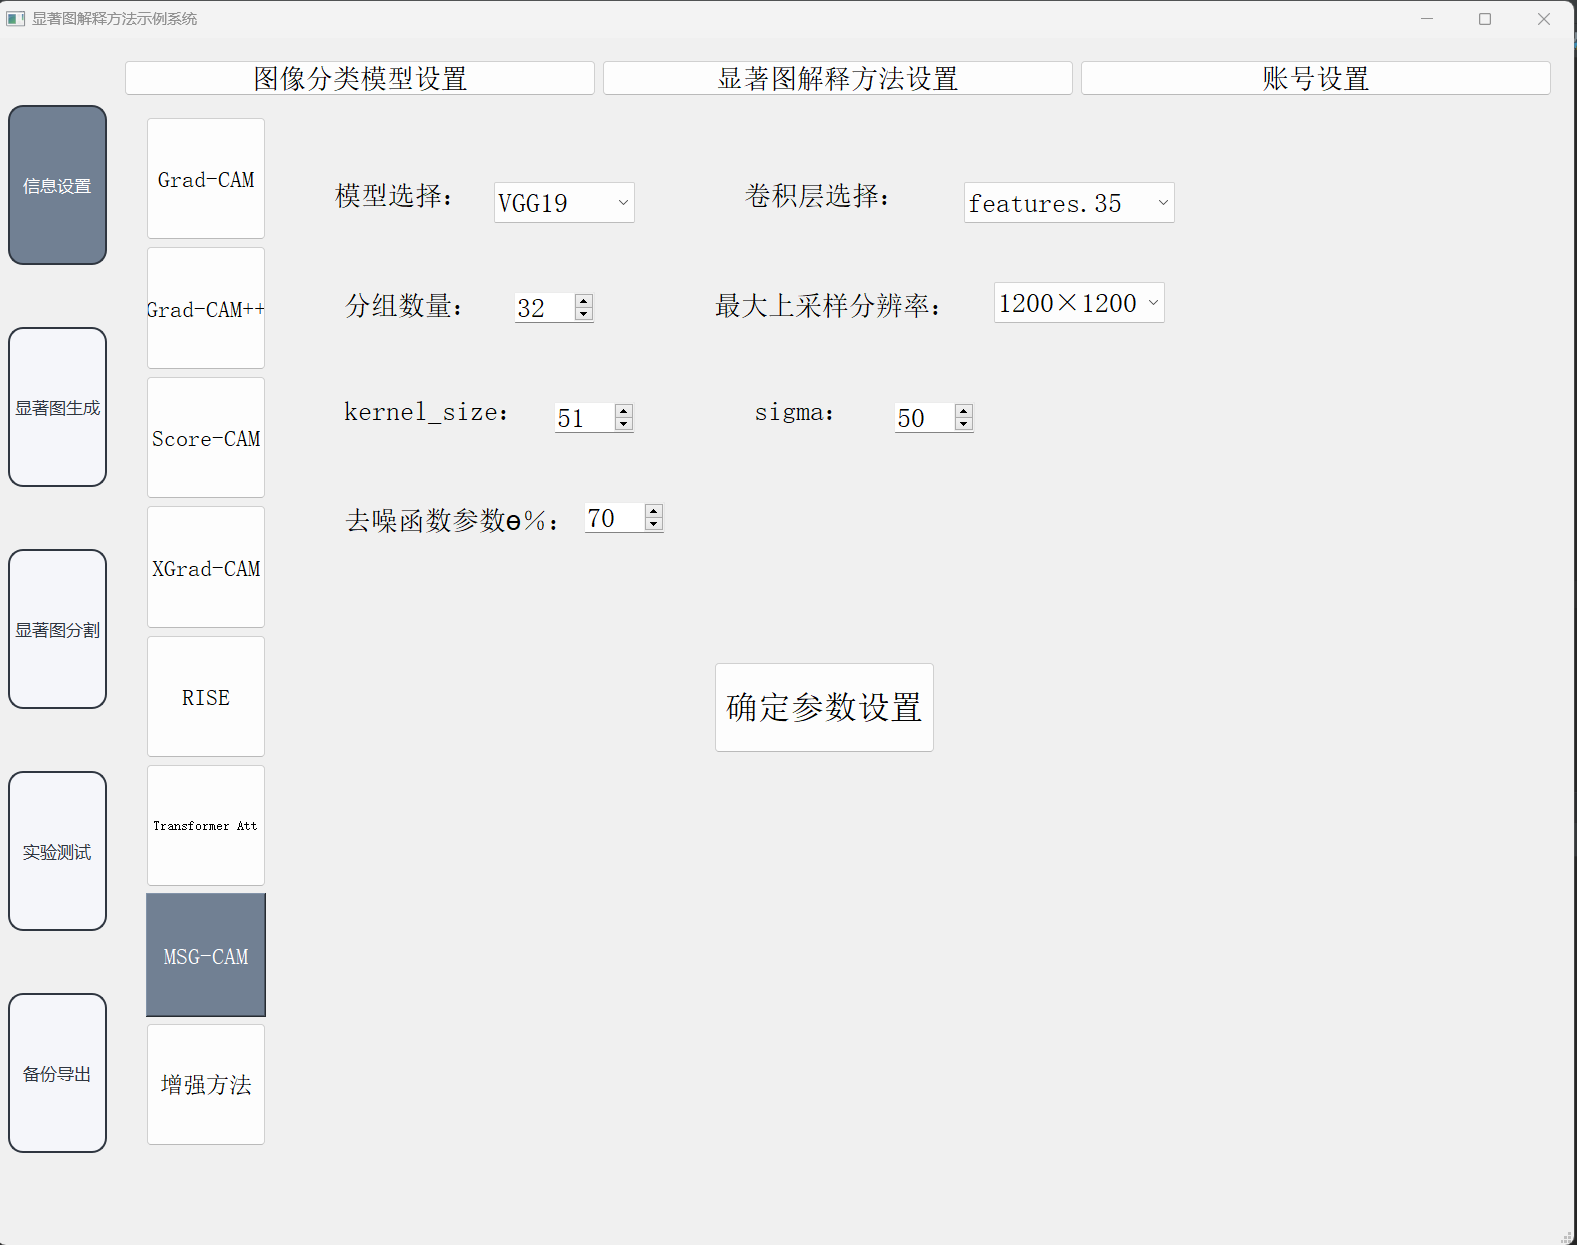 显著图解释方法示例系统
图像分类模型设置
显著图解释方法设置
账号设置
信息设置
显著图生成
显著图分割
实验测试
备份导出
Grad-CAM
Grad-CAM++
Score-CAM
XGrad-CAM
RISE
Transformer Att
MSG-CAM
增强方法
模型选择： VGG19
卷积层选择： features.35
分组数量： 32
最大上采样分辨率： 1200×1200
kernel_size： 51
sigma： 50
去噪函数参数ɵ%： 70
确定参数设置